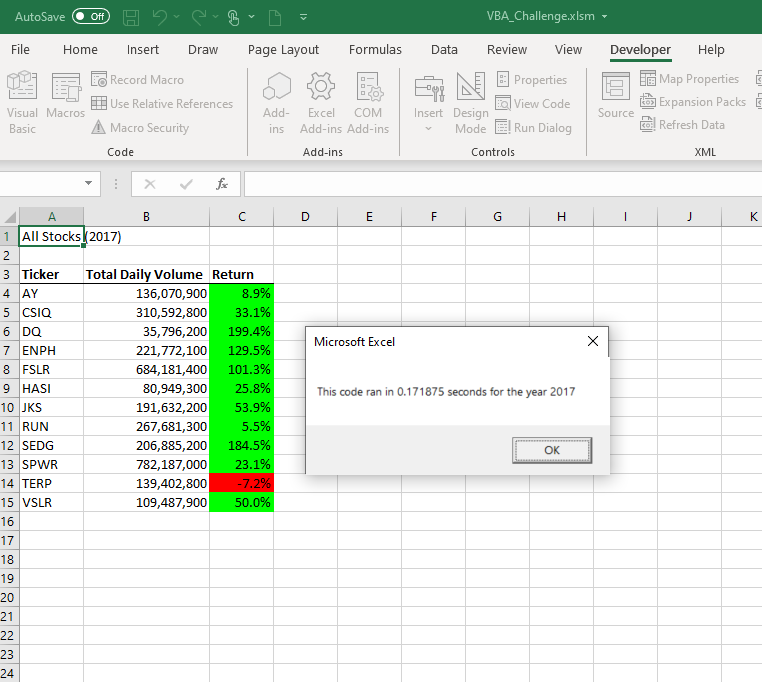 AutoSave Off VBA_Challenge.xlsm
File Home Insert Draw Page Layout Formulas Data Review View Developer Help
Visual Basic
Macros
Record Macro
Use Relative References
Macro Security
Code
Add-ins
Excel Add-ins
COM Add-ins
Add-ins
Insert
Design Mode
Properties
View Code
Run Dialog
Controls
Source
Map Properties
Expansion Packs
Refresh Data
XML
fx
A B C D E F G H I J K
1 All Stocks (2017)
2
3 Ticker Total Daily Volume Return
4 AY 136,070,900 8.9%
5 CSIQ 310,592,800 33.1%
6 DQ 35,796,200 199.4%
7 ENPH 221,772,100 129.5%
8 FSLR 684,181,400 101.3%
9 HASI 80,949,300 25.8%
10 JKS 191,632,200 53.9%
11 RUN 267,681,300 5.5%
12 SEDG 206,885,200 184.5%
13 SPWR 782,187,000 23.1%
14 TERP 139,402,800 -7.2%
15 VSLR 109,487,900 50.0%
16
17
18
19
20
21
22
23
24
Microsoft Excel
This code ran in 0.171875 seconds for the year 2017
OK